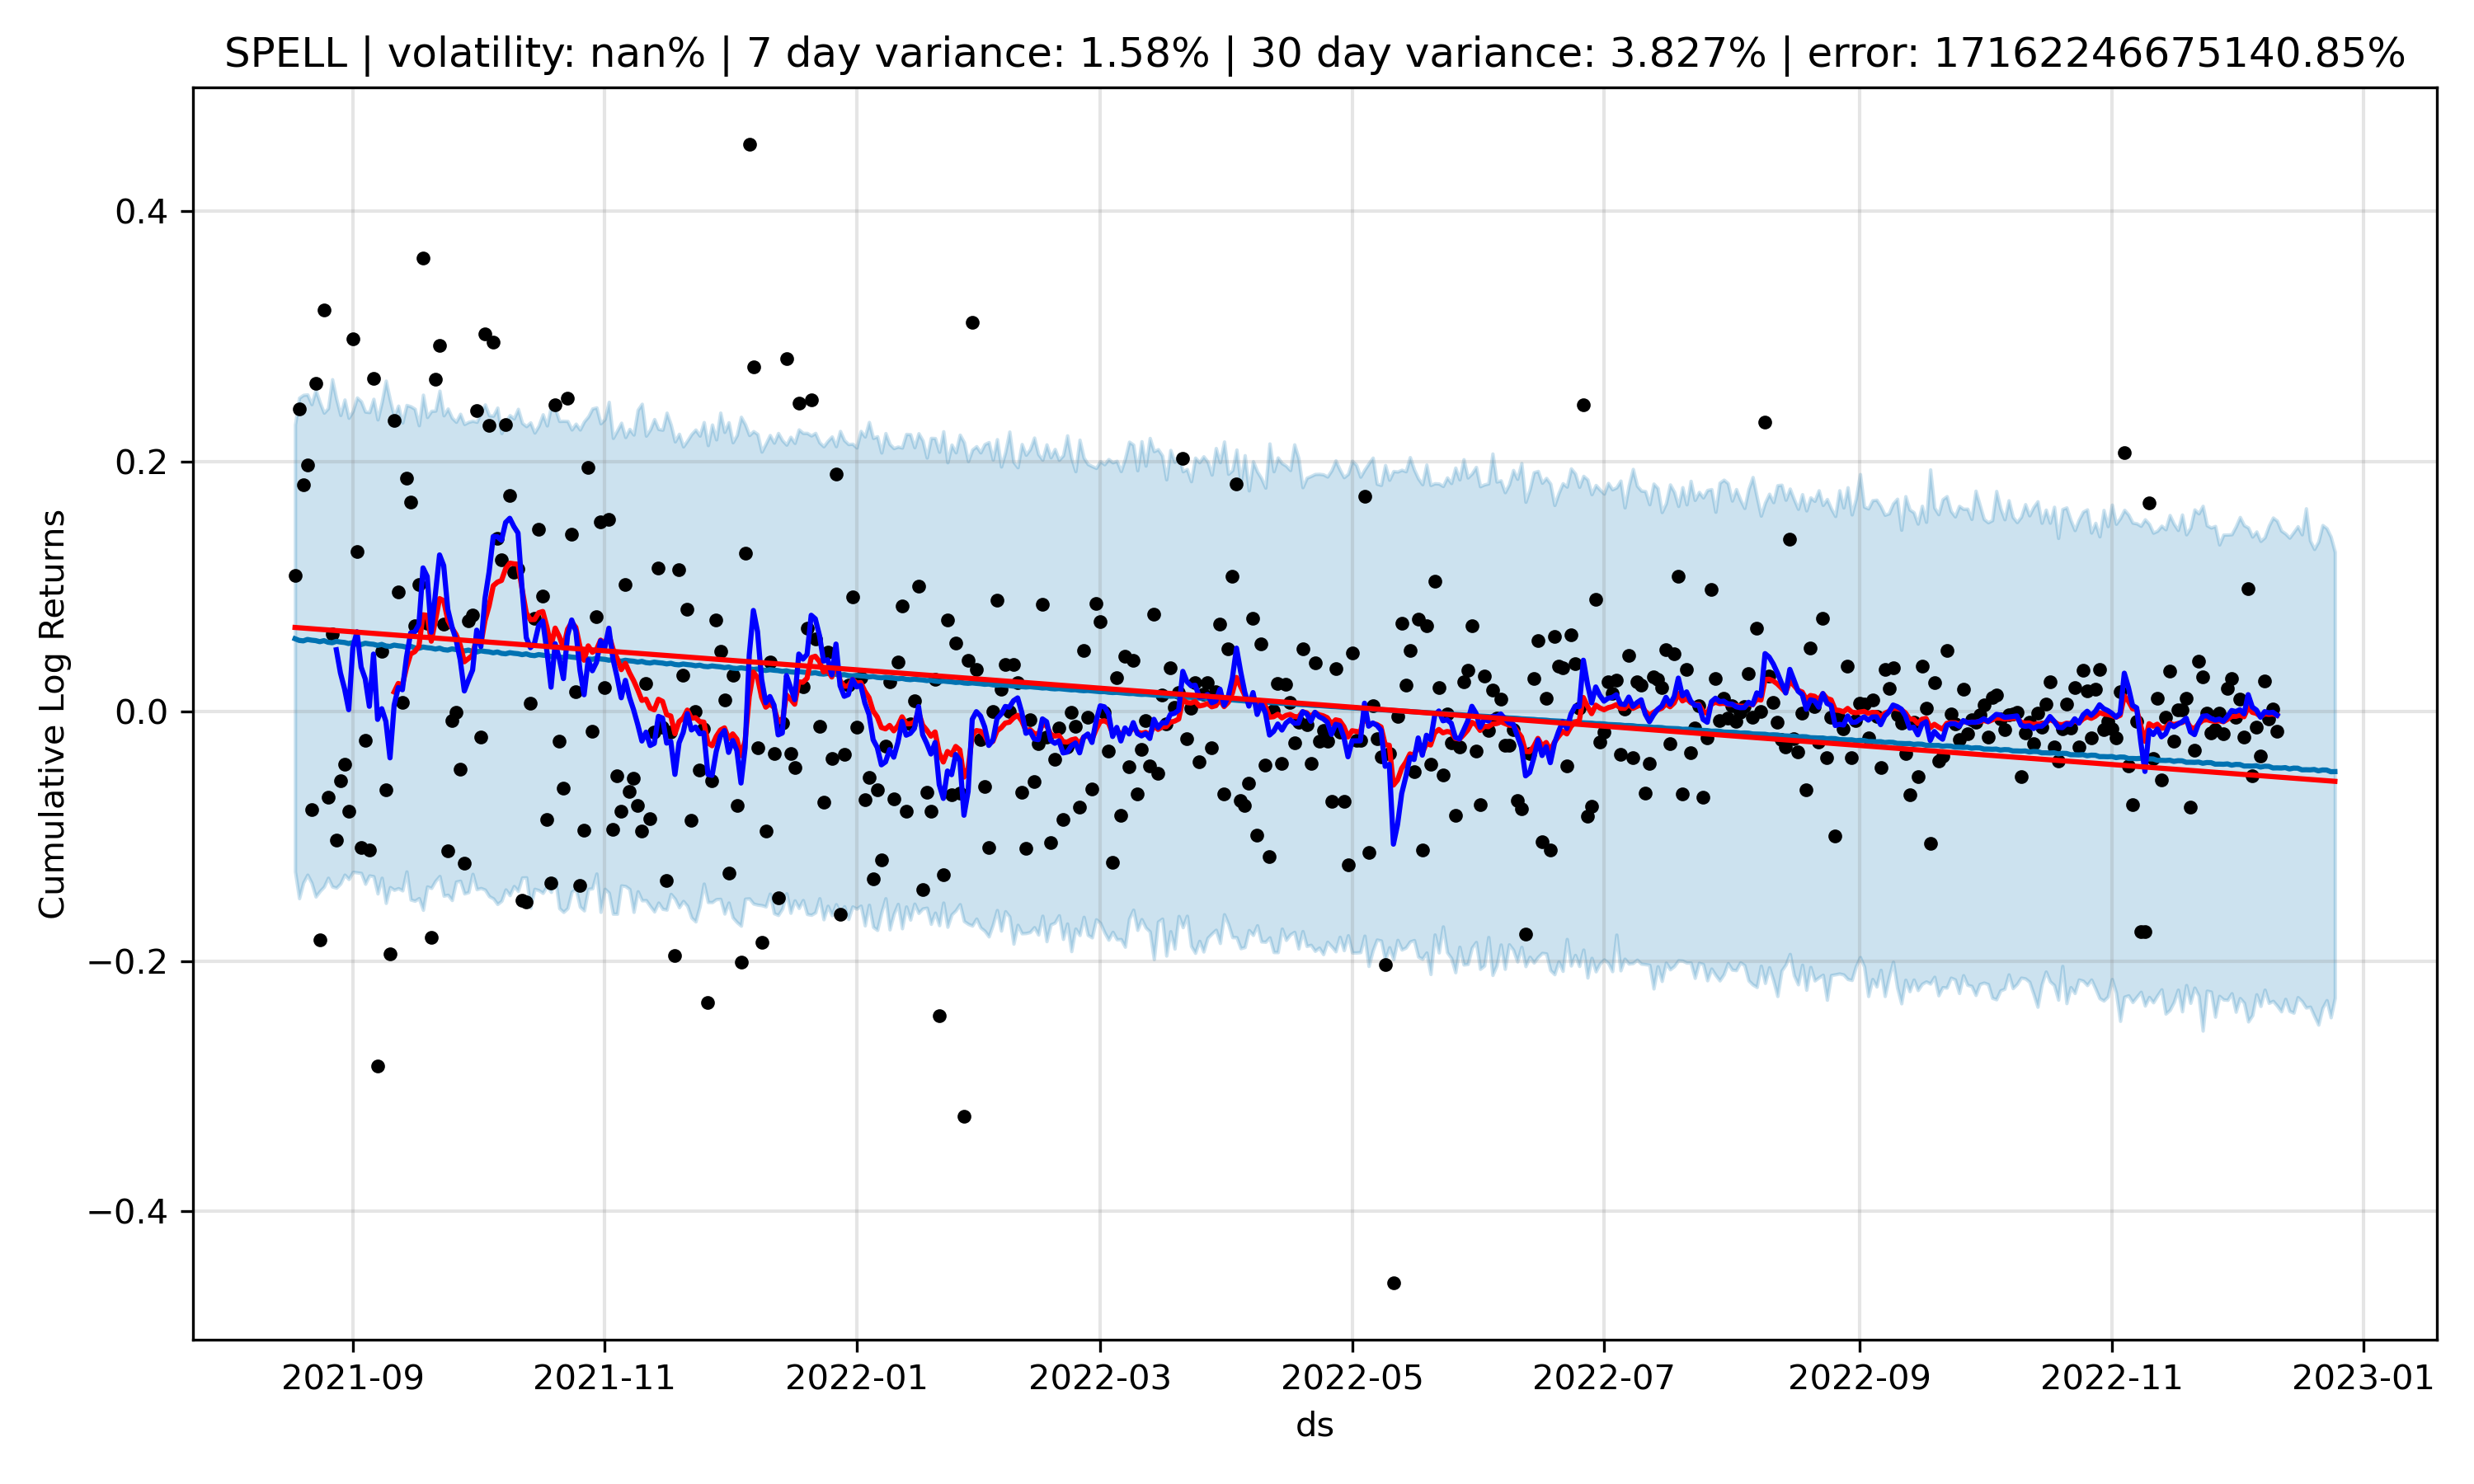 SPELL | volatility: nan% | 7 day variance: 1.58% | 30 day variance: 3.827% | error: 17162246675140.85%
Cumulative Log Returns
0.4
0.2
0.0
−0.2
−0.4
2021-09 2021-11 2022-01 2022-03 2022-05 2022-07 2022-09 2022-11 2023-01
ds